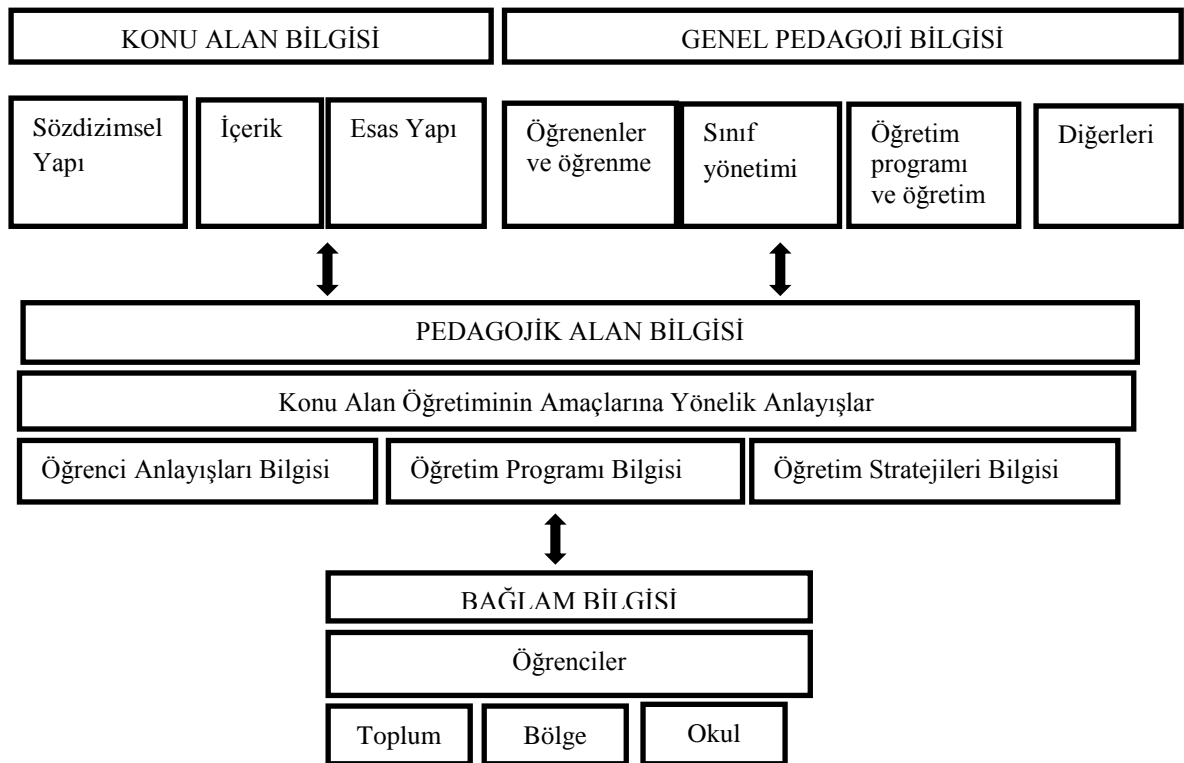 KONU ALAN BİLGİSİ
GENEL PEDAGOJİ BİLGİSİ
Sözdizimsel
Yapı
İçerik
Esas Yapı
Öğrenenler
ve öğrenme
Sınıf
yönetimi
Öğretim
programı
ve öğretim
Diğerleri
PEDAGOJİK ALAN BİLGİSİ
Konu Alan Öğretiminin Amaçlarına Yönelik Anlayışlar
Öğrenci Anlayışları Bilgisi
Öğretim Programı Bilgisi
Öğretim Stratejileri Bilgisi
BAĞLAM BİLGİSİ
Öğrenciler
Toplum
Bölge
Okul